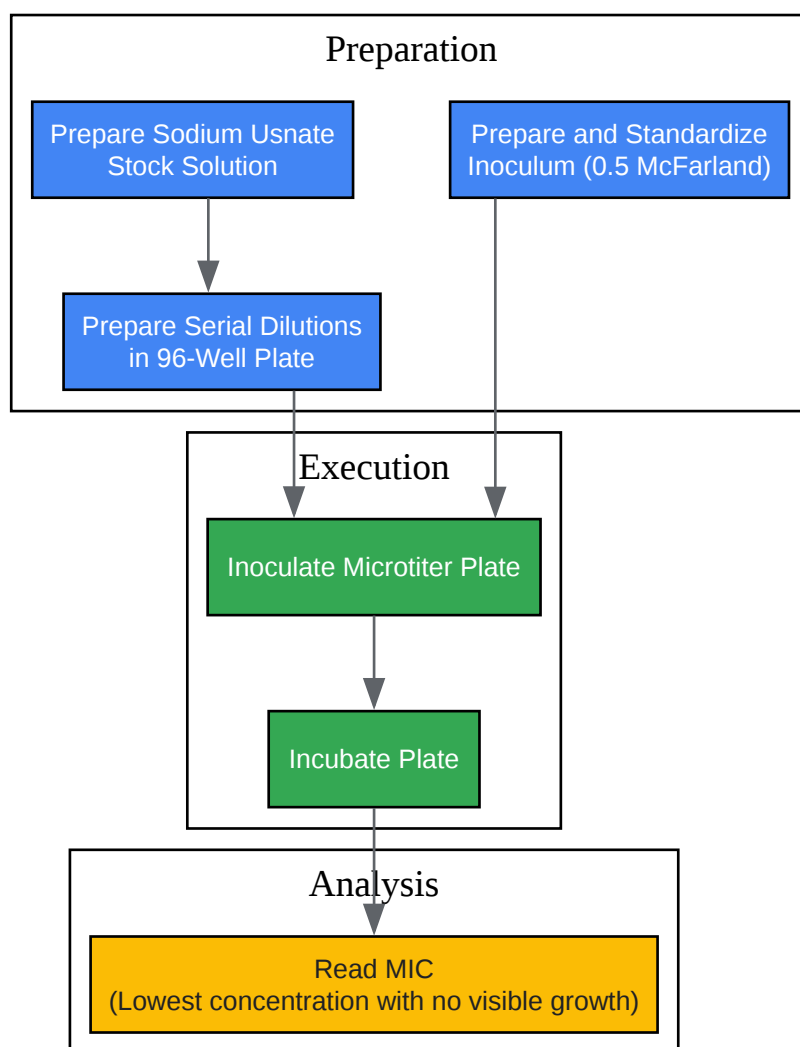 Preparation
Prepare Sodium Usnate
Stock Solution
Prepare and Standardize
Inoculum (0.5 McFarland)
Prepare Serial Dilutions
in 96-Well Plate
Execution
Inoculate Microtiter Plate
Incubate Plate
Analysis
Read MIC
(Lowest concentration with no visible growth)